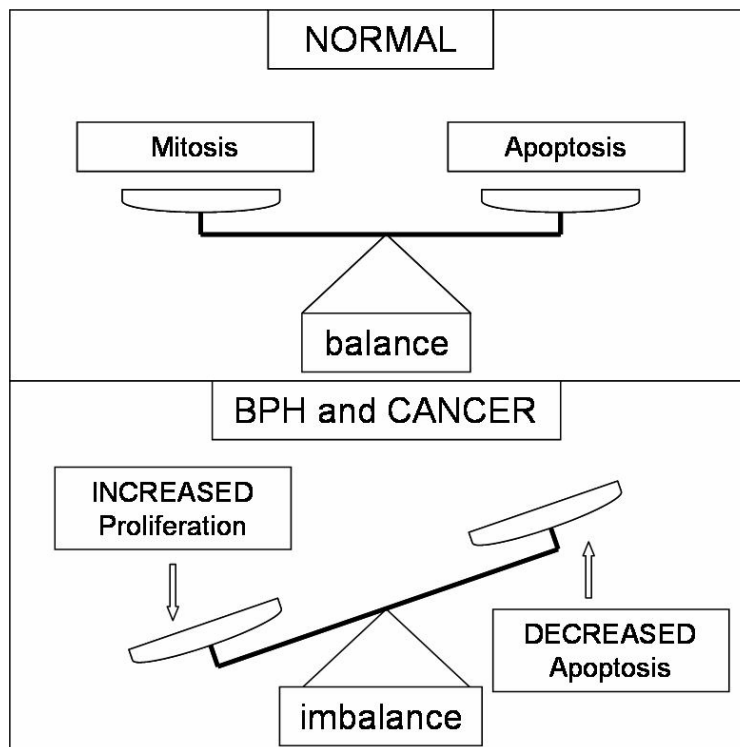 NORMAL
Mitosis
Apoptosis
balance
BPH and CANCER
INCREASED
Proliferation
DECREASED
Apoptosis
imbalance